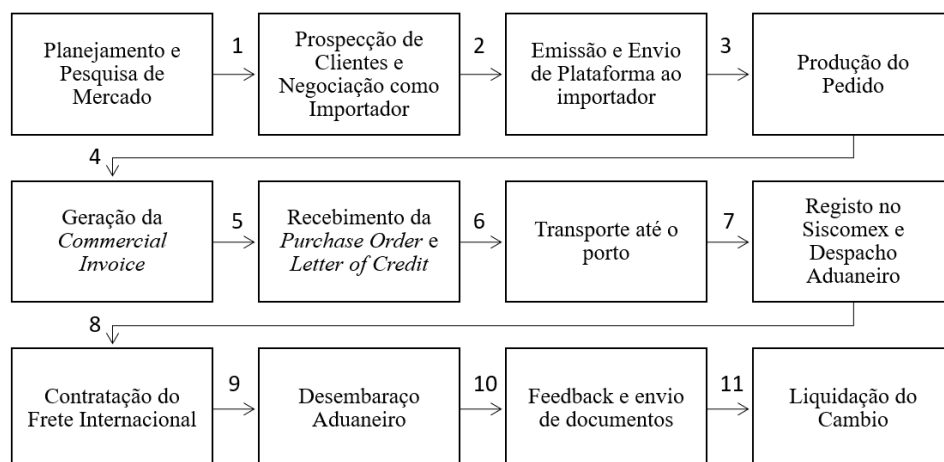 Planejamento e
Pesquisa de
Mercado
1
Prospecção de
Clientes e
Negociação como
Importador
2
Emissão e Envio
de Plataforma ao
importador
3
Produção do
Pedido
4
Geração da
Commercial
Invoice
5
Recebimento da
Purchase Order e
Letter of Credit
6
Transporte até o
porto
7
Registo no
Siscomex e
Despacho
Aduaneiro
8
Contratação do
Frete Internacional
9
Desembaraço
Aduaneiro
10
Feedback e envio
de documentos
11
Liquidação do
Cambio